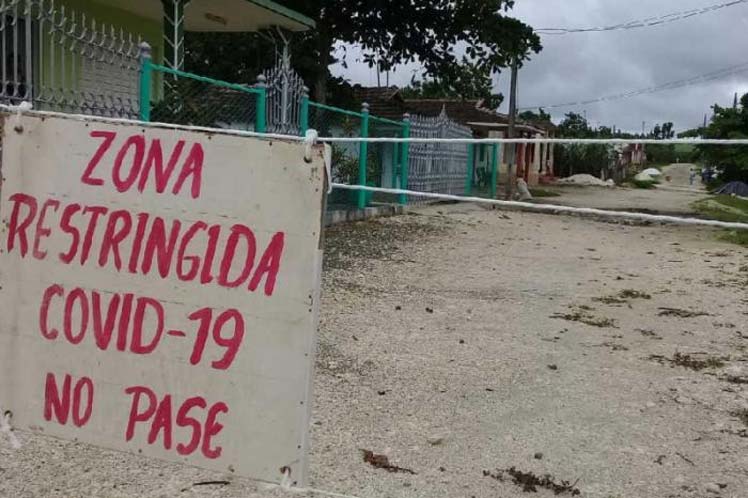 ZONA
RESTRINGIDA
COVID-19
NO PASE